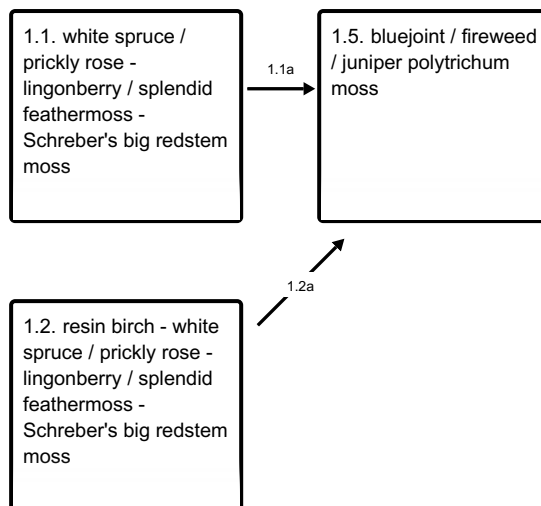 1.1. white spruce /
prickly rose -
lingonberry / splendid
feathermoss -
Schreber's big redstem
moss
1.1a
1.5. bluejoint / fireweed
/ juniper polytrichum
moss
1.2a
1.2. resin birch - white
spruce / prickly rose -
lingonberry / splendid
feathermoss -
Schreber's big redstem
moss